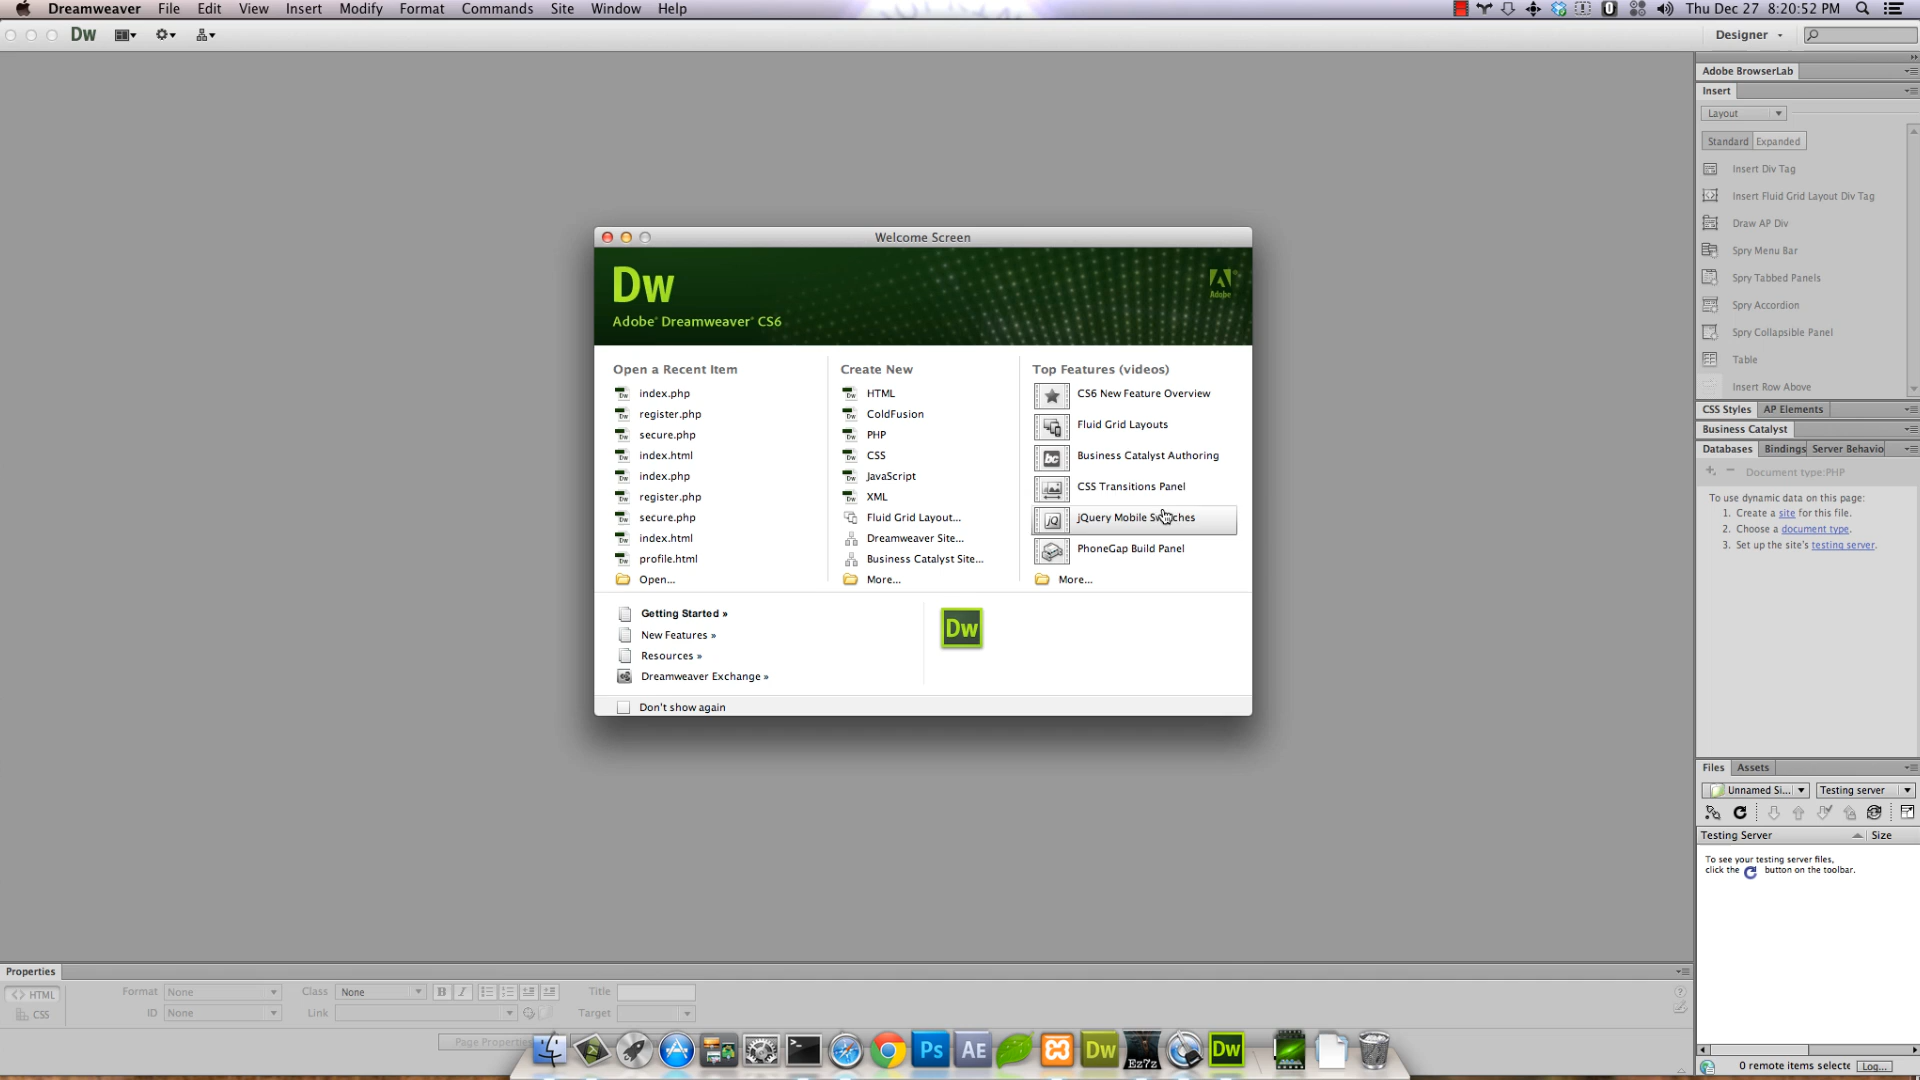 Dreamweaver File Edit View Insert Modify Format Commands Site Window Help
Thu Dec 27 8:20:52 PM
Dw
Designer
Adobe BrowserLab
Insert
Layout
Standard Expanded
Insert Div Tag
Insert Fluid Grid Layout Div Tag
Draw AP Div
Spry Menu Bar
Spry Tabbed Panels
Spry Accordion
Spry Collapsible Panel
Table
Insert Row Above
CSS Styles AP Elements
Business Catalyst
Databases Bindings Server Behavio
Document type:PHP
To use dynamic data on this page:
1. Create a site for this file.
2. Choose a document type.
3. Set up the site's testing server.
Welcome Screen
Dw
Adobe
Adobe® Dreamweaver® CS6
Open a Recent Item
index.php
register.php
secure.php
index.html
index.php
register.php
secure.php
index.html
profile.html
Open...
Create New
HTML
ColdFusion
PHP
CSS
JavaScript
XML
Fluid Grid Layout...
Dreamweaver Site...
Business Catalyst Site...
More...
Top Features (videos)
CS6 New Feature Overview
Fluid Grid Layouts
Business Catalyst Authoring
CSS Transitions Panel
jQuery Mobile Switches
PhoneGap Build Panel
More...
Getting Started »
New Features »
Resources »
Dreamweaver Exchange »
Dw
Don't show again
Files Assets
Unnamed Si... Testing server
Testing Server Size
To see your testing server files,
click the button on the toolbar.
Properties
HTML Format None Class None B I Title
CSS ID None Link Target
Page Properti
Ps AE Dw Ez7z Dw
0 remote items selecte Log...